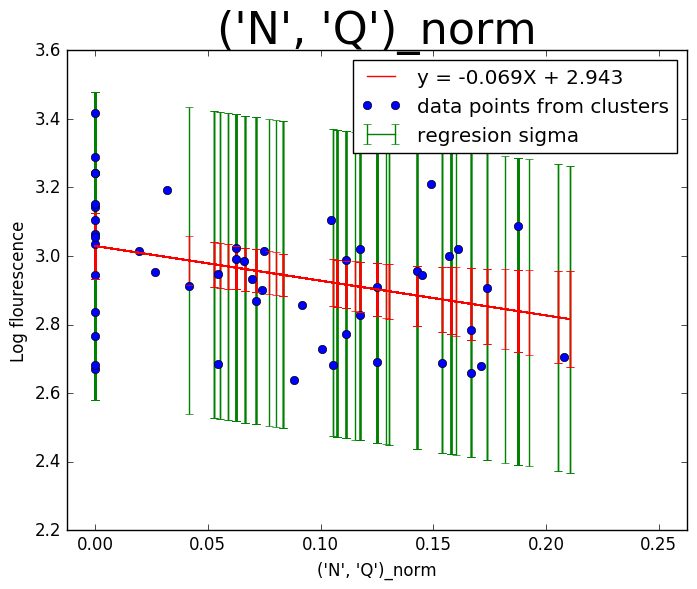 ('N', 'Q')_norm
y = -0.069X + 2.943
data points from clusters
regresion sigma
Log flourescence
3.6
3.4
3.2
3.0
2.8
2.6
2.4
2.2
0.00 0.05 0.10 0.15 0.20 0.25
('N', 'Q')_norm